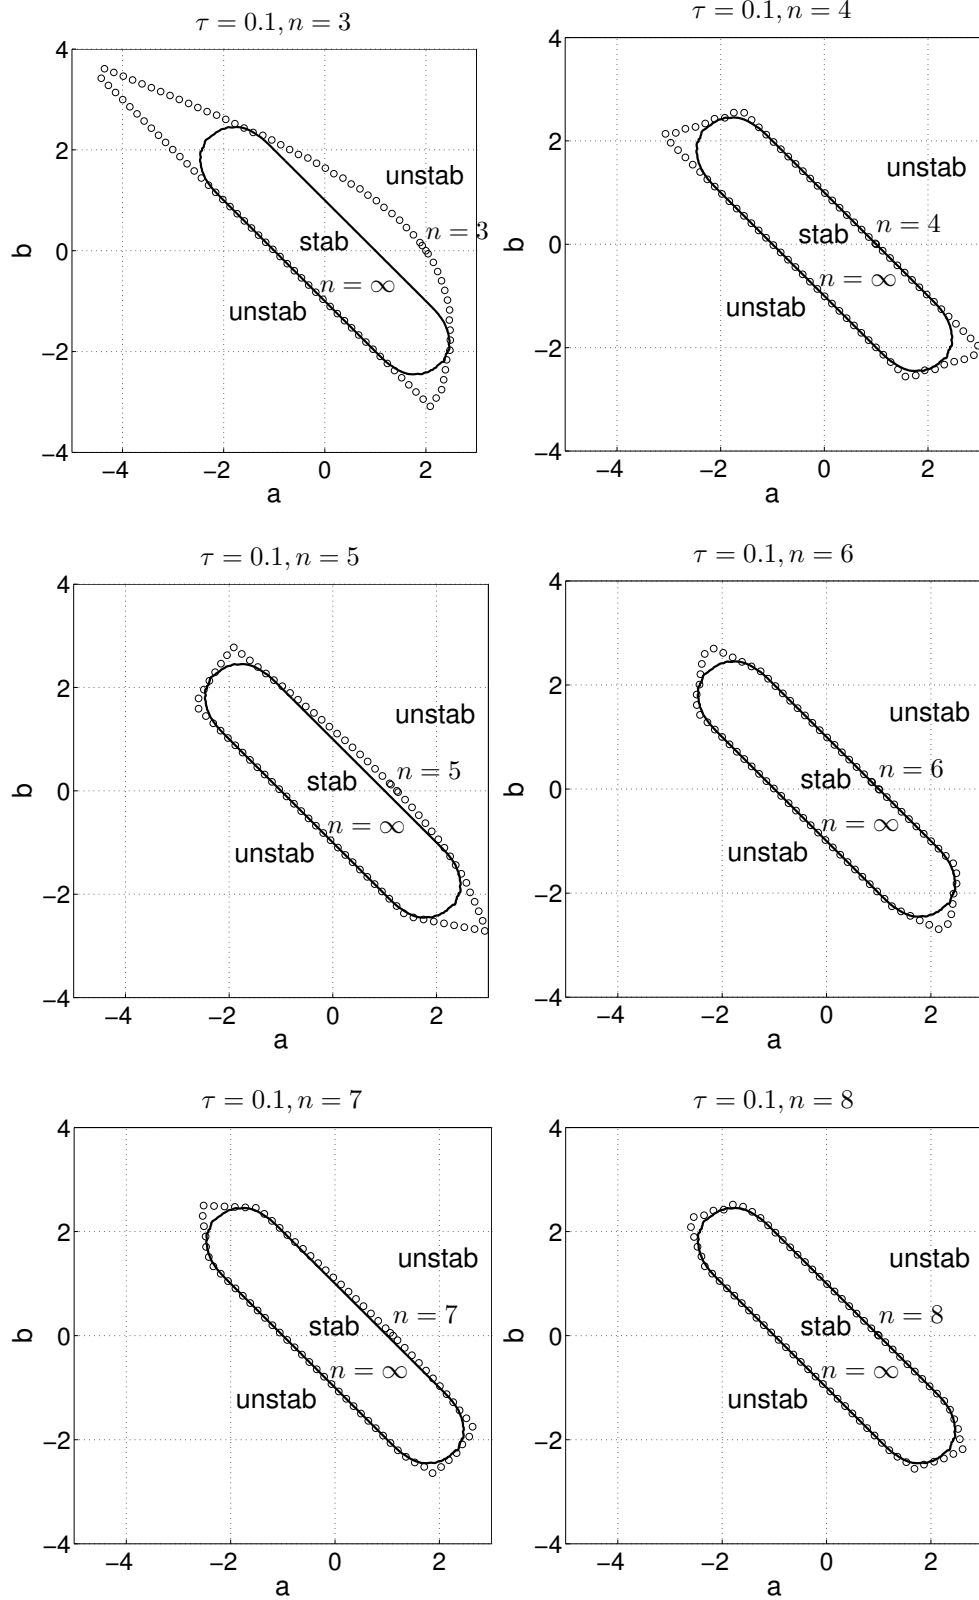 τ = 0.1, n = 3
4
2
0
−2
−4
b
unstab
n = 3
stab
n = ∞
unstab
−4
−2
0
2
a
τ = 0.1, n = 4
4
2
0
−2
−4
b
unstab
n = 4
stab
n = ∞
unstab
−4
−2
0
2
a
τ = 0.1, n = 5
4
2
0
−2
−4
b
unstab
n = 5
stab
n = ∞
unstab
−4
−2
0
2
a
τ = 0.1, n = 6
4
2
0
−2
−4
b
unstab
n = 6
stab
n = ∞
unstab
−4
−2
0
2
a
τ = 0.1, n = 7
4
2
0
−2
−4
b
unstab
n = 7
stab
n = ∞
unstab
−4
−2
0
2
a
τ = 0.1, n = 8
4
2
0
−2
−4
b
unstab
n = 8
stab
n = ∞
unstab
−4
−2
0
2
a